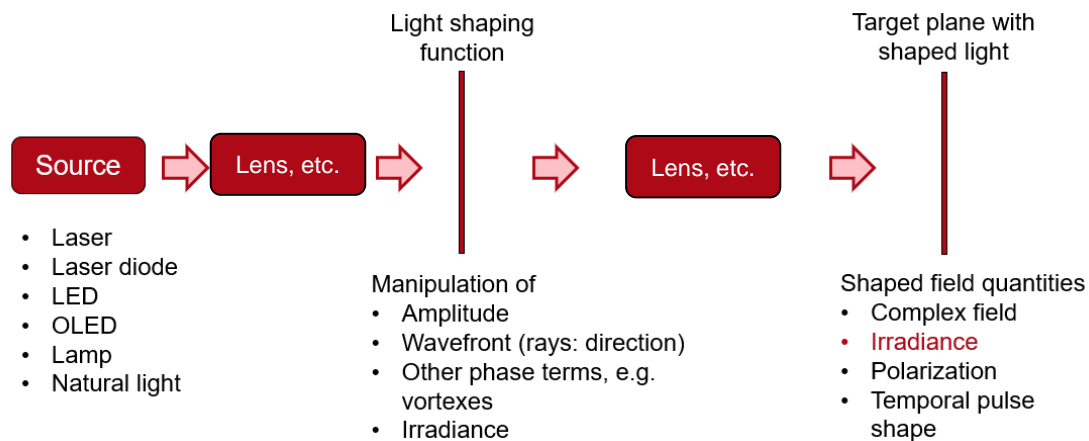 Light shaping
function
Target plane with
shaped light
Source
Lens, etc.
Lens, etc.
• Laser
• Laser diode
• LED
• OLED
• Lamp
• Natural light
Manipulation of
• Amplitude
• Wavefront (rays: direction)
• Other phase terms, e.g.
vortexes
• Irradiance
Shaped field quantities
• Complex field
• Irradiance
• Polarization
• Temporal pulse
shape